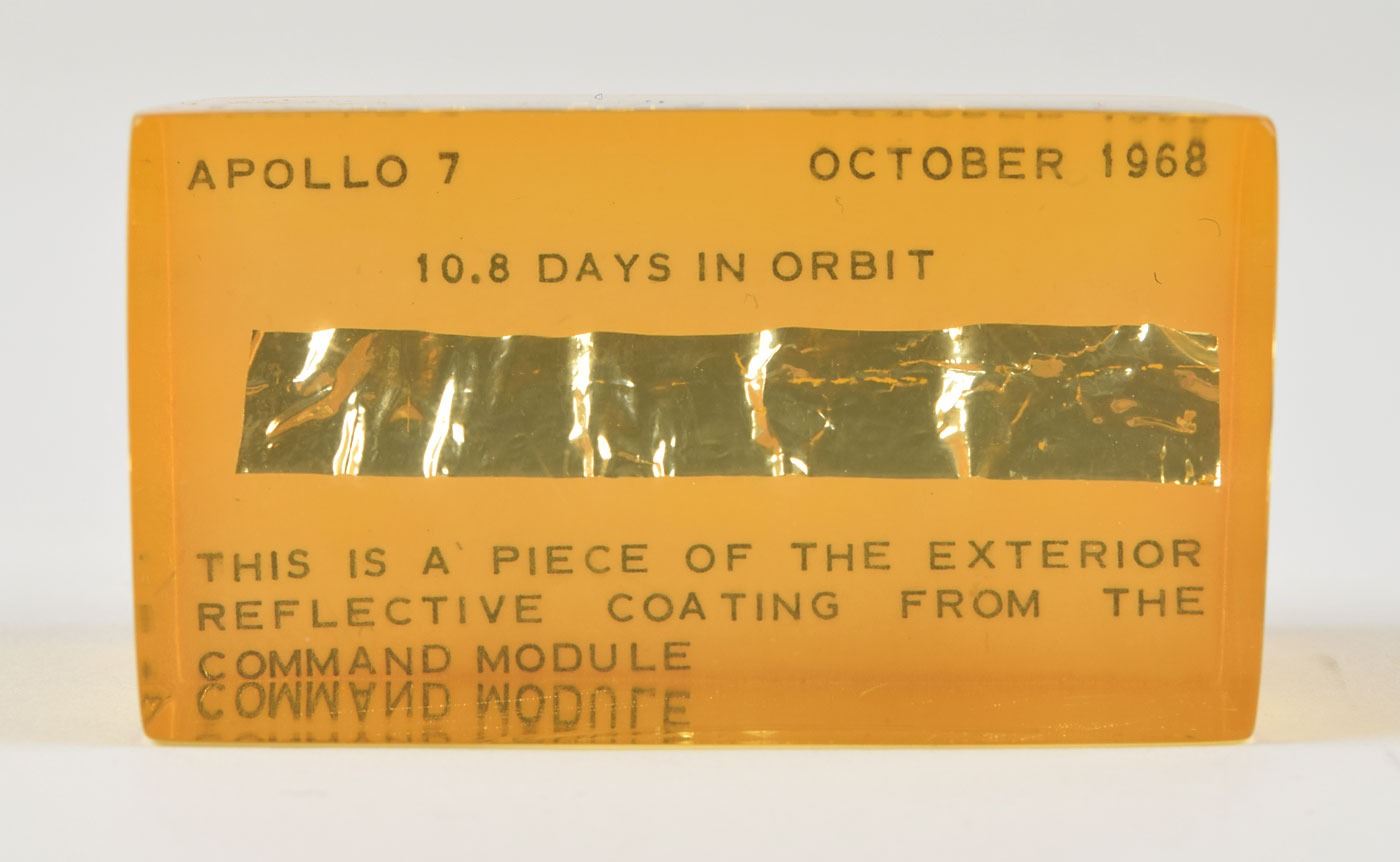 APOLLO 7 OCTOBER 1968
10.8 DAYS IN ORBIT
THIS IS A PIECE OF THE EXTERIOR
REFLECTIVE COATING FROM THE
COMMAND MODULE